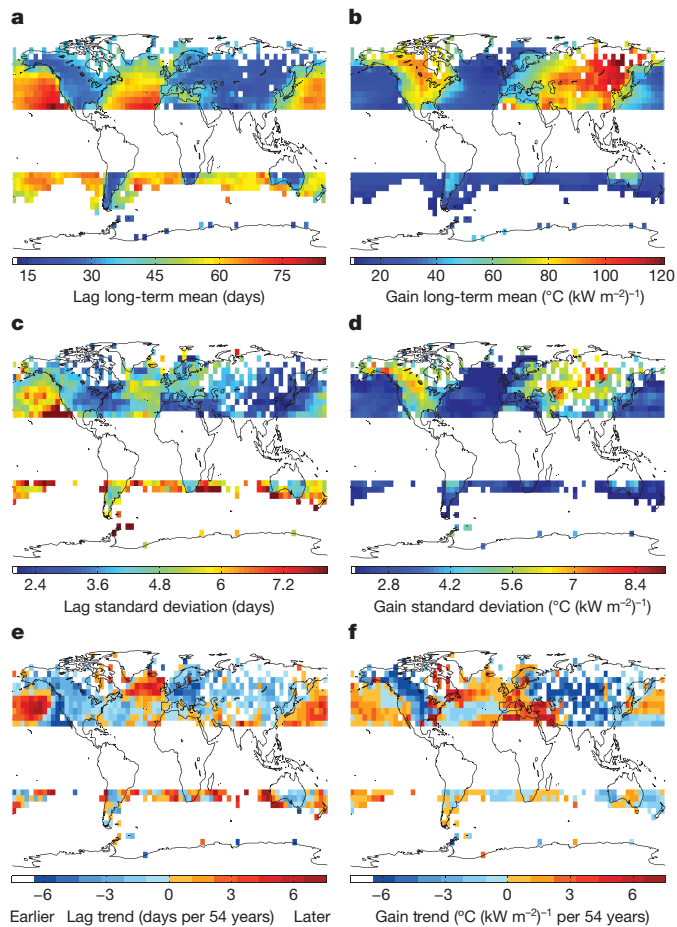 a b
15 30 45 60 75 20 40 60 80 100 120
Lag long-term mean (days) Gain long-term mean (°C (kW m⁻²)⁻¹)
c d
2.4 3.6 4.8 6 7.2 2.8 4.2 5.6 7 8.4
Lag standard deviation (days) Gain standard deviation (°C (kW m⁻²)⁻¹)
e f
−6 −3 0 3 6 −6 −3 0 3 6
Earlier Lag trend (days per 54 years) Later Gain trend (°C (kW m⁻²)⁻¹ per 54 years)